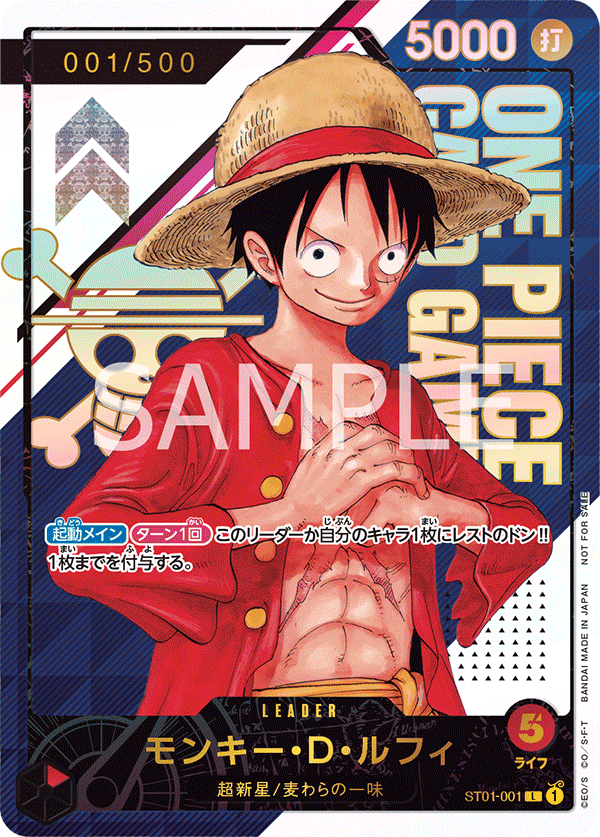 001/500
5000 打
ONE PIECE
CARD GAME
SAMPLE
起動メイン ターン1回 このリーダーか自分のキャラ1枚にレストのドン!!
1枚までを付与する。
LEADER
モンキー・D・ルフィ
超新星/麦わらの一味
5
ライフ
ST01-001 L 1
©E.O/S ©O/S・F・T BANDAI MADE IN JAPAN NOT FOR SALE